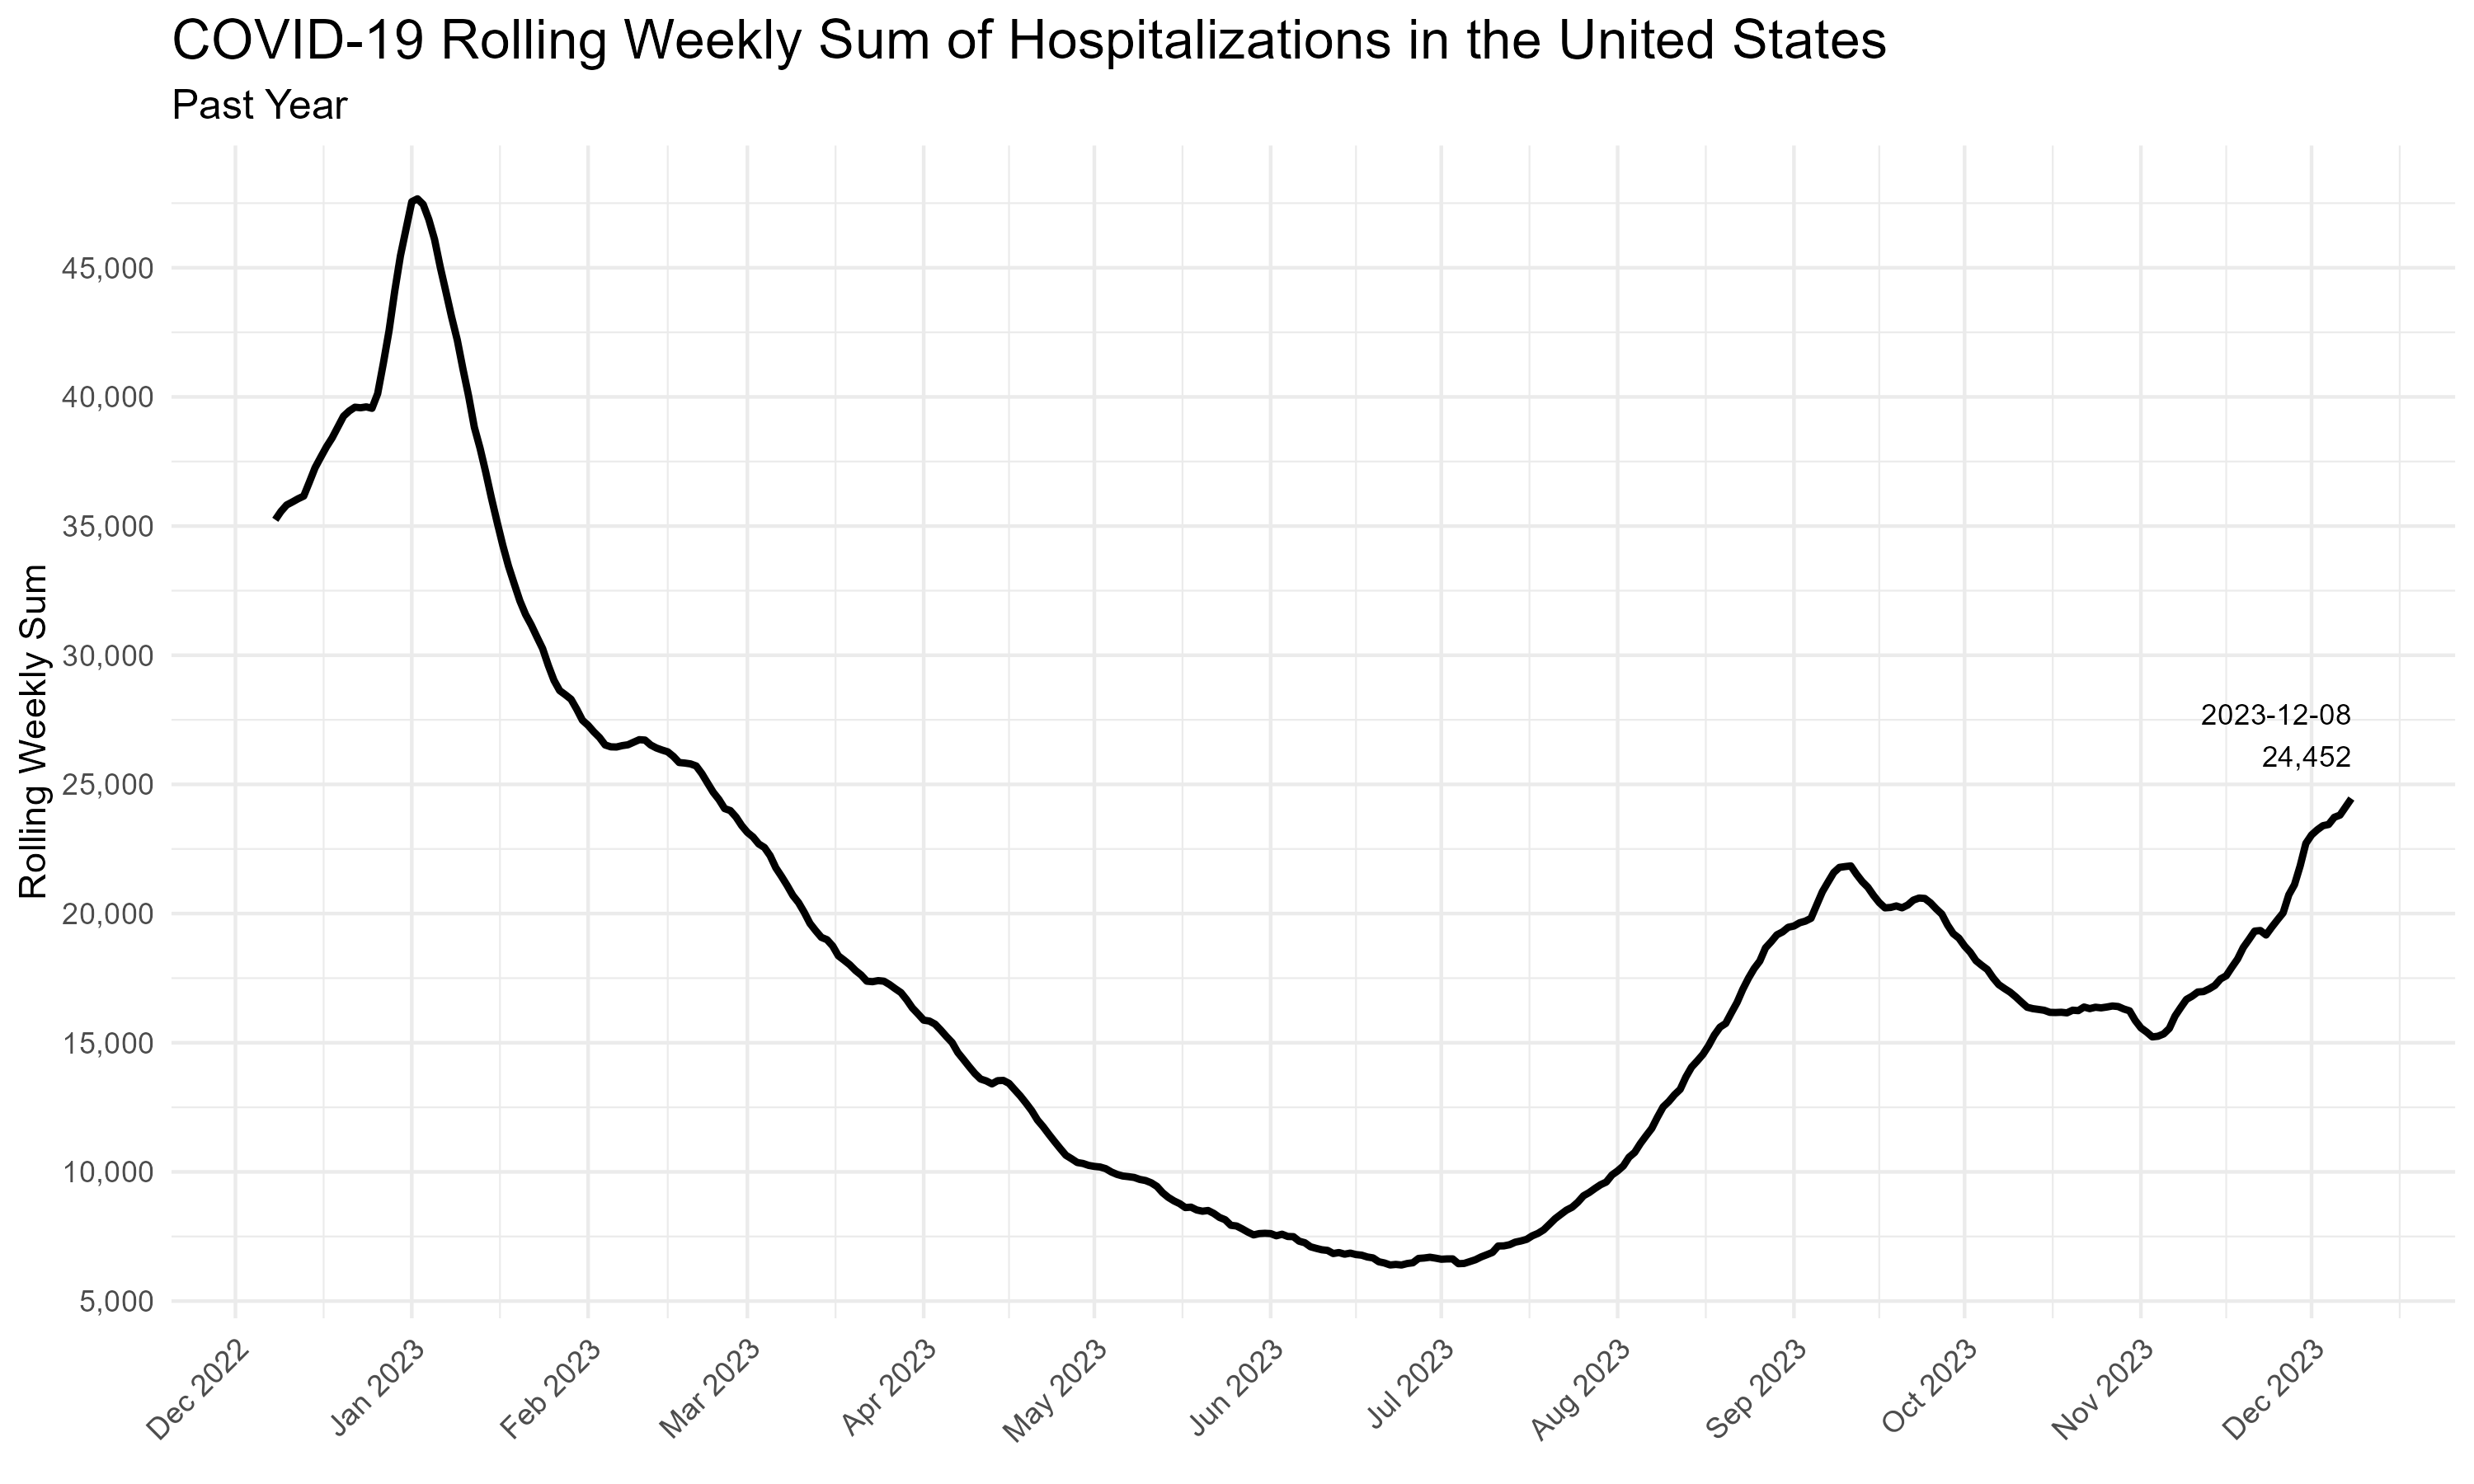 COVID-19 Rolling Weekly Sum of Hospitalizations in the United States
Past Year
Rolling Weekly Sum
45,000
40,000
35,000
30,000
25,000
20,000
15,000
10,000
5,000
2023-12-08
24,452
Dec 2022
Jan 2023
Feb 2023
Mar 2023
Apr 2023
May 2023
Jun 2023
Jul 2023
Aug 2023
Sep 2023
Oct 2023
Nov 2023
Dec 2023